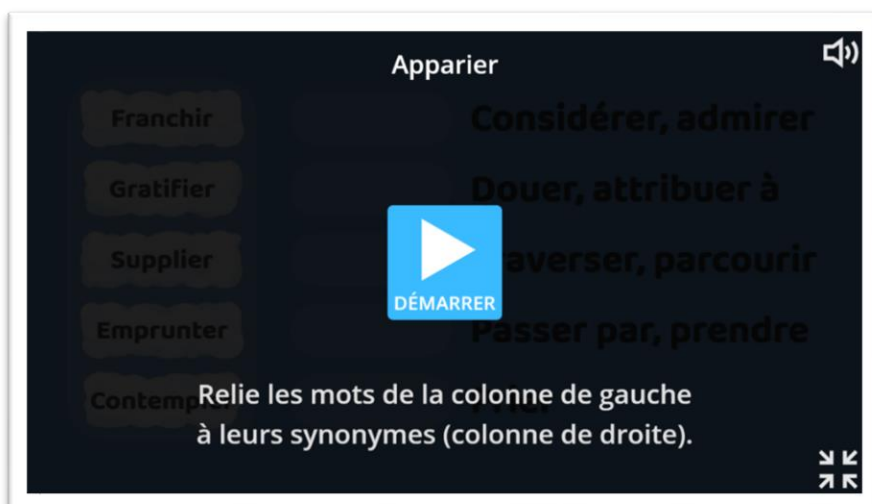 Apparier
Franchir Considérer, admirer
Gratifier Douer, attribuer à
Supplier averser, parcourir
Emprunter Passer par, prendre
DÉMARRER
Relie les mots de la colonne de gauche
à leurs synonymes (colonne de droite).